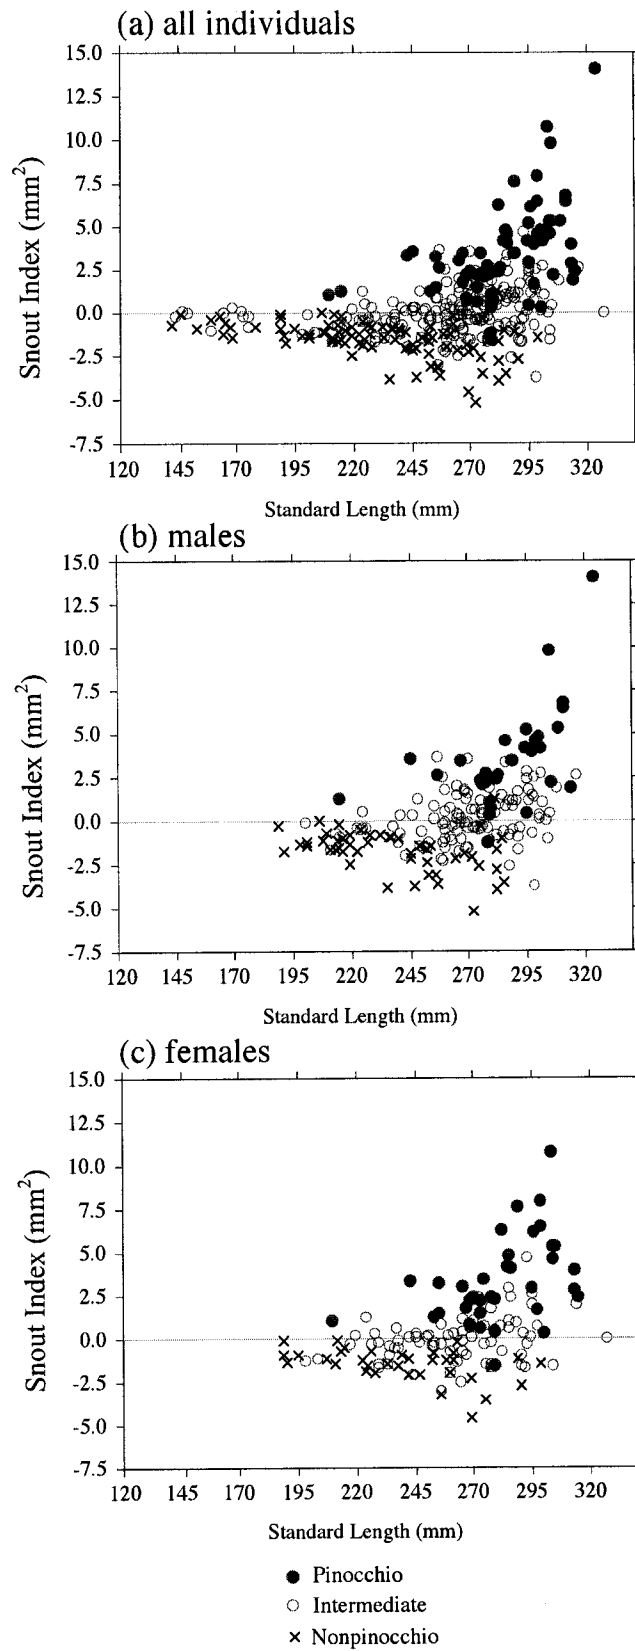 (a) all individuals
15.0
12.5
10.0
7.5
5.0
2.5
0.0
-2.5
-5.0
-7.5
Snout Index (mm2)
120 145 170 195 220 245 270 295 320
Standard Length (mm)
(b) males
15.0
12.5
10.0
7.5
5.0
2.5
0.0
-2.5
-5.0
-7.5
Snout Index (mm2)
120 145 170 195 220 245 270 295 320
Standard Length (mm)
(c) females
15.0
12.5
10.0
7.5
5.0
2.5
0.0
-2.5
-5.0
-7.5
Snout Index (mm2)
120 145 170 195 220 245 270 295 320
Standard Length (mm)
Pinocchio
Intermediate
Nonpinocchio